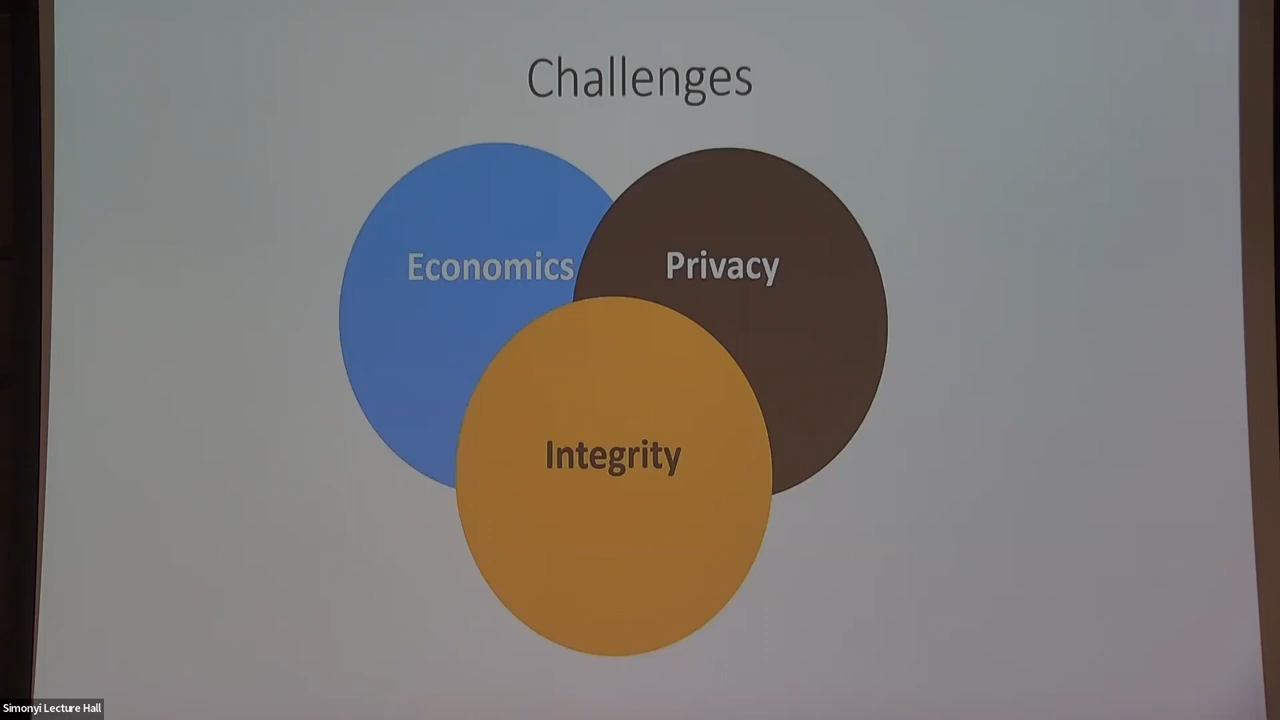 Challenges
Economics
Privacy
Integrity
Simonyi Lecture Hall